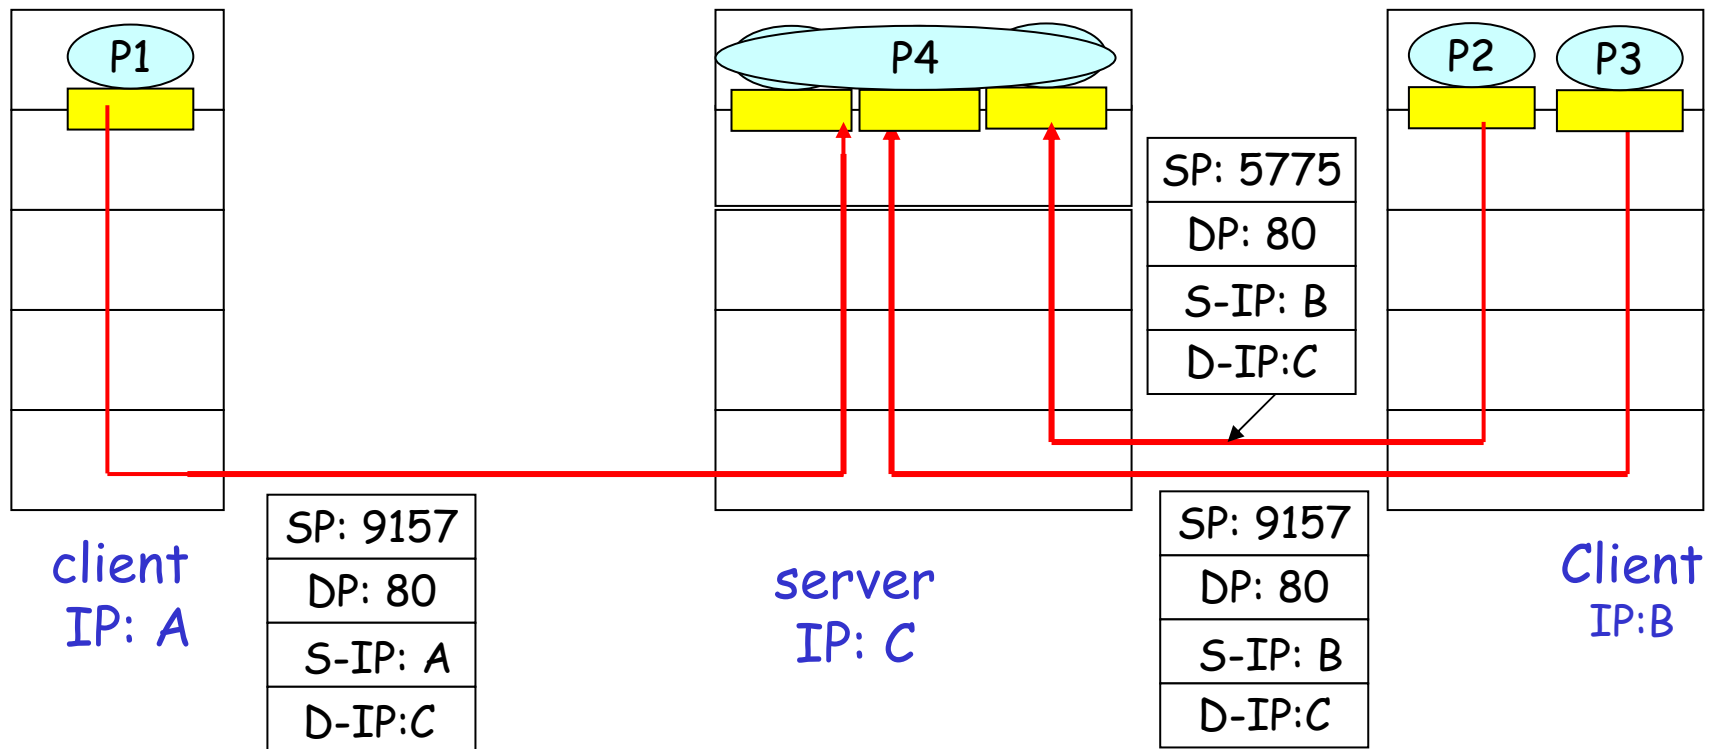 P1
P4
P2
P3
SP: 5775
DP: 80
S-IP: B
D-IP:C
SP: 9157
DP: 80
S-IP: A
D-IP:C
SP: 9157
DP: 80
S-IP: B
D-IP:C
client
IP: A
server
IP: C
Client
IP:B